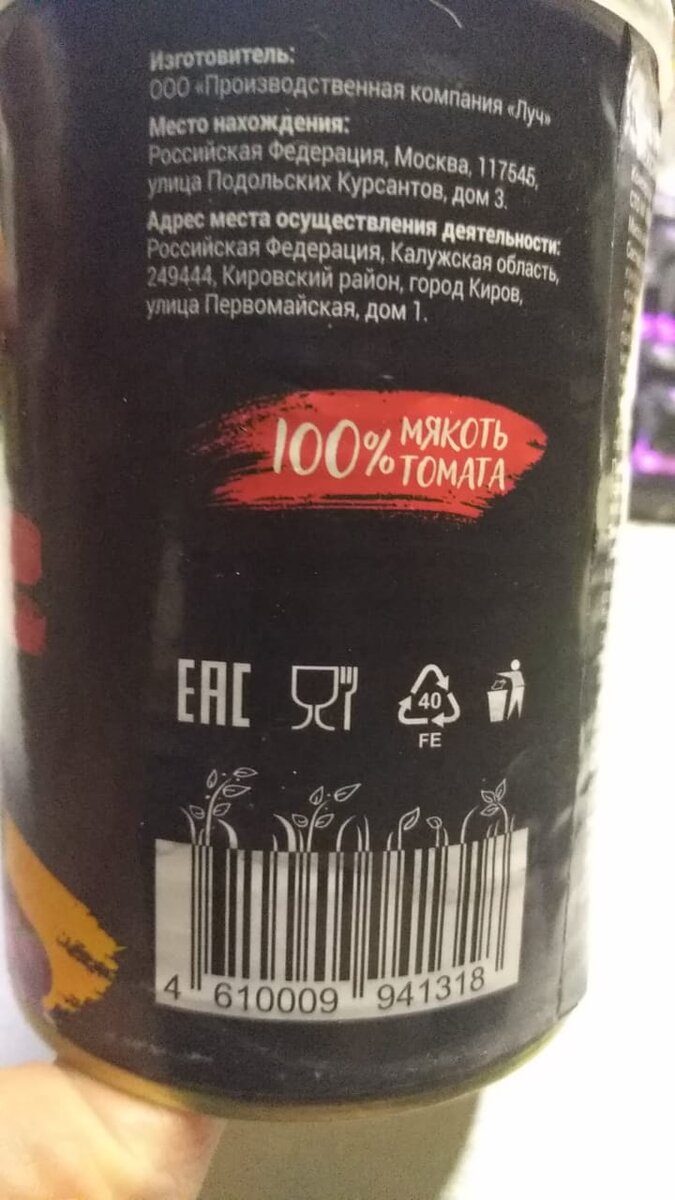 Изготовитель:
ООО «Производственная компания «Луч»
Место нахождения:
Российская Федерация, Москва, 117545,
улица Подольских Курсантов, дом 3.
Адрес места осуществления деятельности:
Российская Федерация, Калужская область,
249444, Кировский район, город Киров,
улица Первомайская, дом 1.
100% МЯКОТЬ
ТОМАТА
EAC
40
FE
4 610009 941318